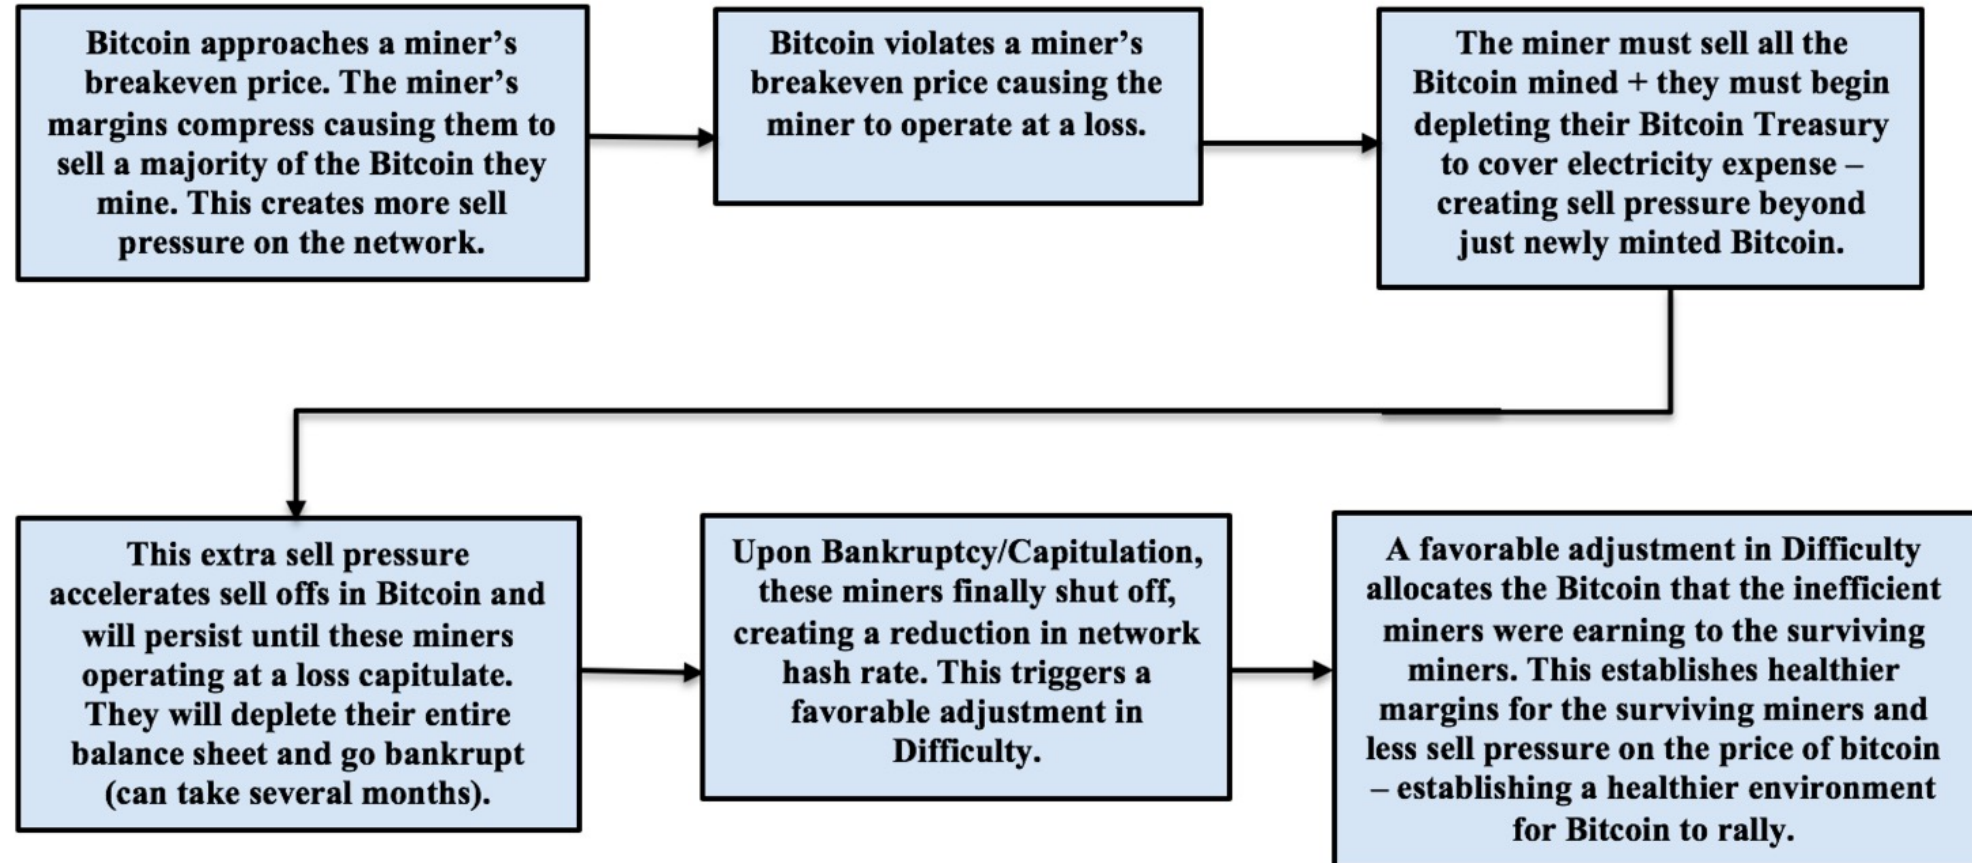 Bitcoin approaches a miner’s
breakeven price. The miner’s
margins compress causing them to
sell a majority of the Bitcoin they
mine. This creates more sell
pressure on the network.
Bitcoin violates a miner’s
breakeven price causing the
miner to operate at a loss.
The miner must sell all the
Bitcoin mined + they must begin
depleting their Bitcoin Treasury
to cover electricity expense –
creating sell pressure beyond
just newly minted Bitcoin.
This extra sell pressure
accelerates sell offs in Bitcoin and
will persist until these miners
operating at a loss capitulate.
They will deplete their entire
balance sheet and go bankrupt
(can take several months).
Upon Bankruptcy/Capitulation,
these miners finally shut off,
creating a reduction in network
hash rate. This triggers a
favorable adjustment in
Difficulty.
A favorable adjustment in Difficulty
allocates the Bitcoin that the inefficient
miners were earning to the surviving
miners. This establishes healthier
margins for the surviving miners and
less sell pressure on the price of bitcoin
– establishing a healthier environment
for Bitcoin to rally.